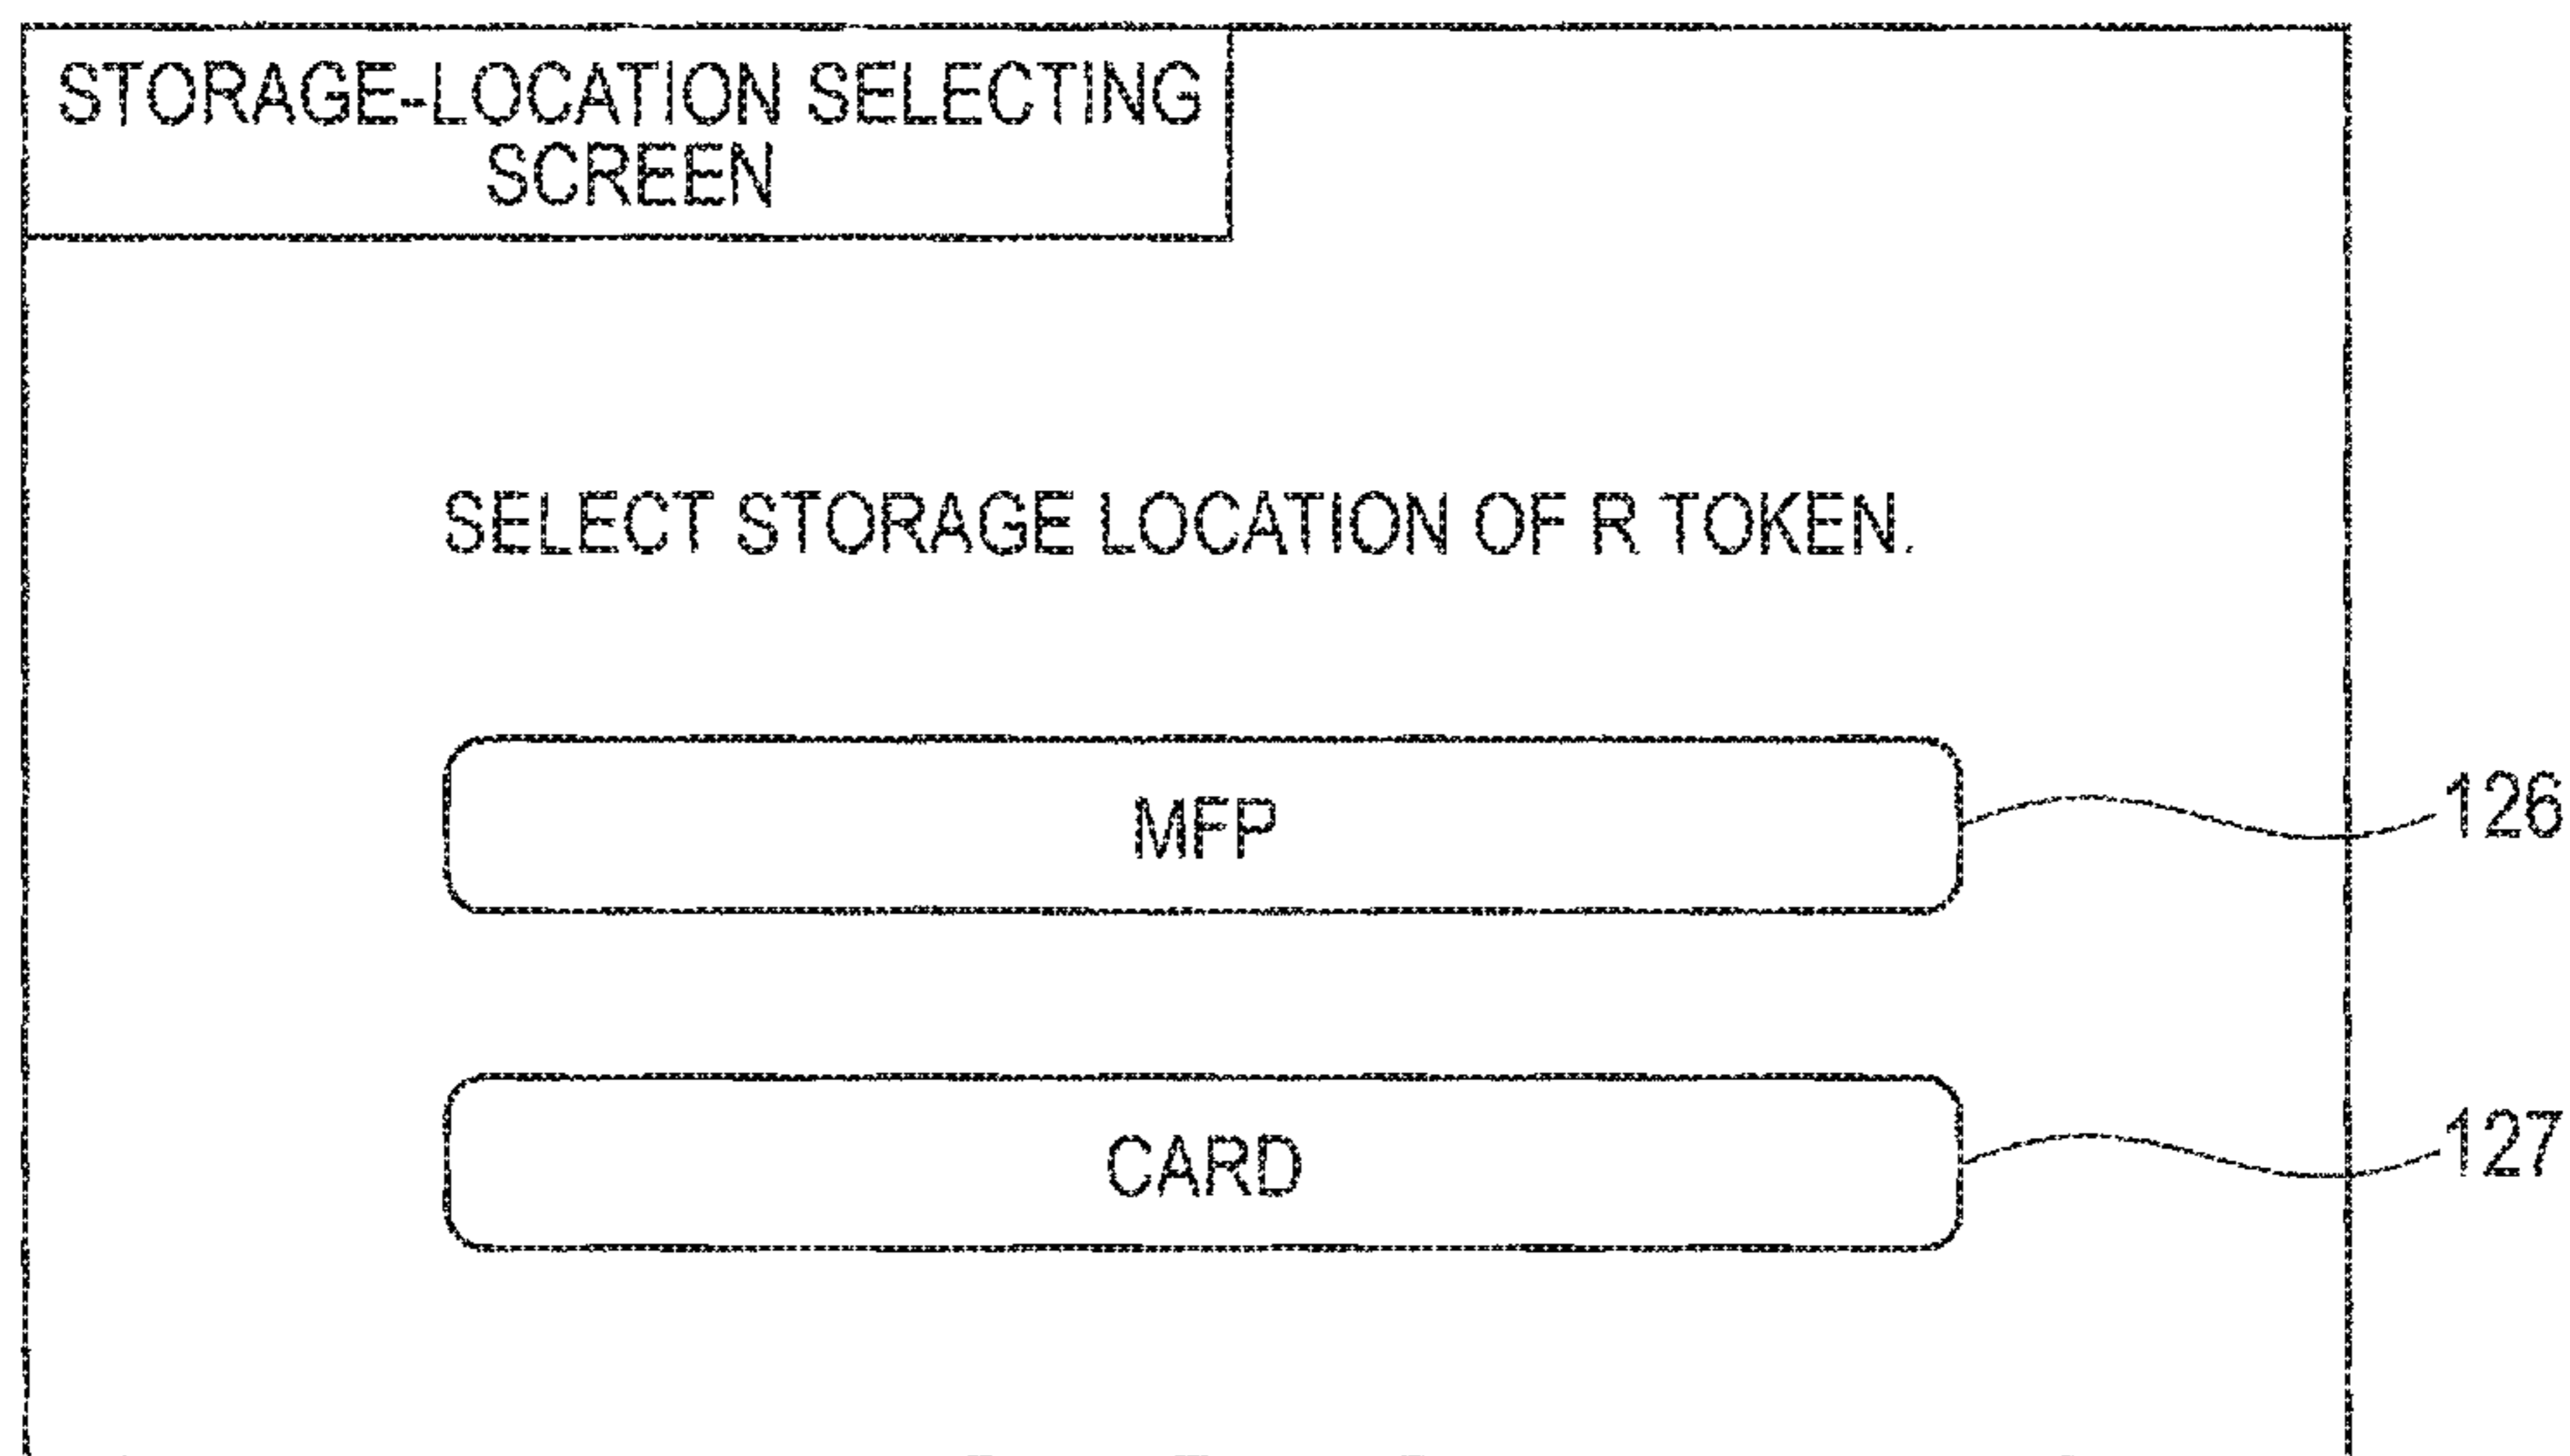 STORAGE-LOCATION SELECTING
SCREEN
SELECT STORAGE LOCATION OF R TOKEN.
MFP
126
CARD
127